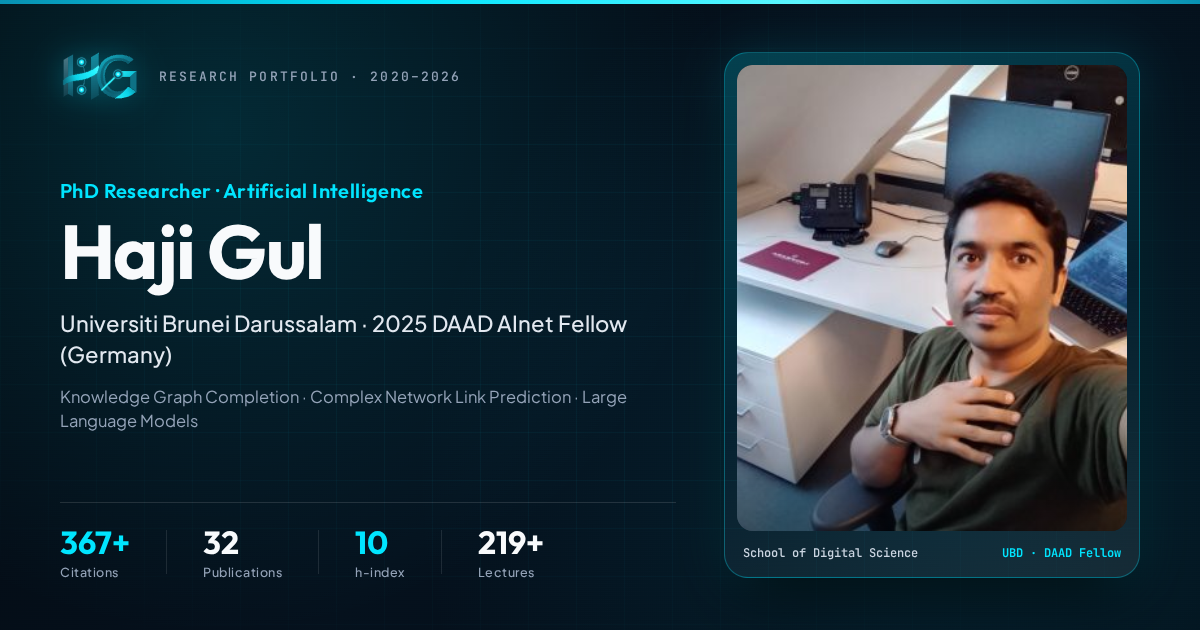 HG
RESEARCH PORTFOLIO · 2020–2026
PhD Researcher · Artificial Intelligence
Haji Gul
Universiti Brunei Darussalam · 2025 DAAD AInet Fellow
(Germany)
Knowledge Graph Completion · Complex Network Link Prediction · Large
Language Models
367+
Citations
32
Publications
10
h-index
219+
Lectures
School of Digital Science
UBD · DAAD Fellow